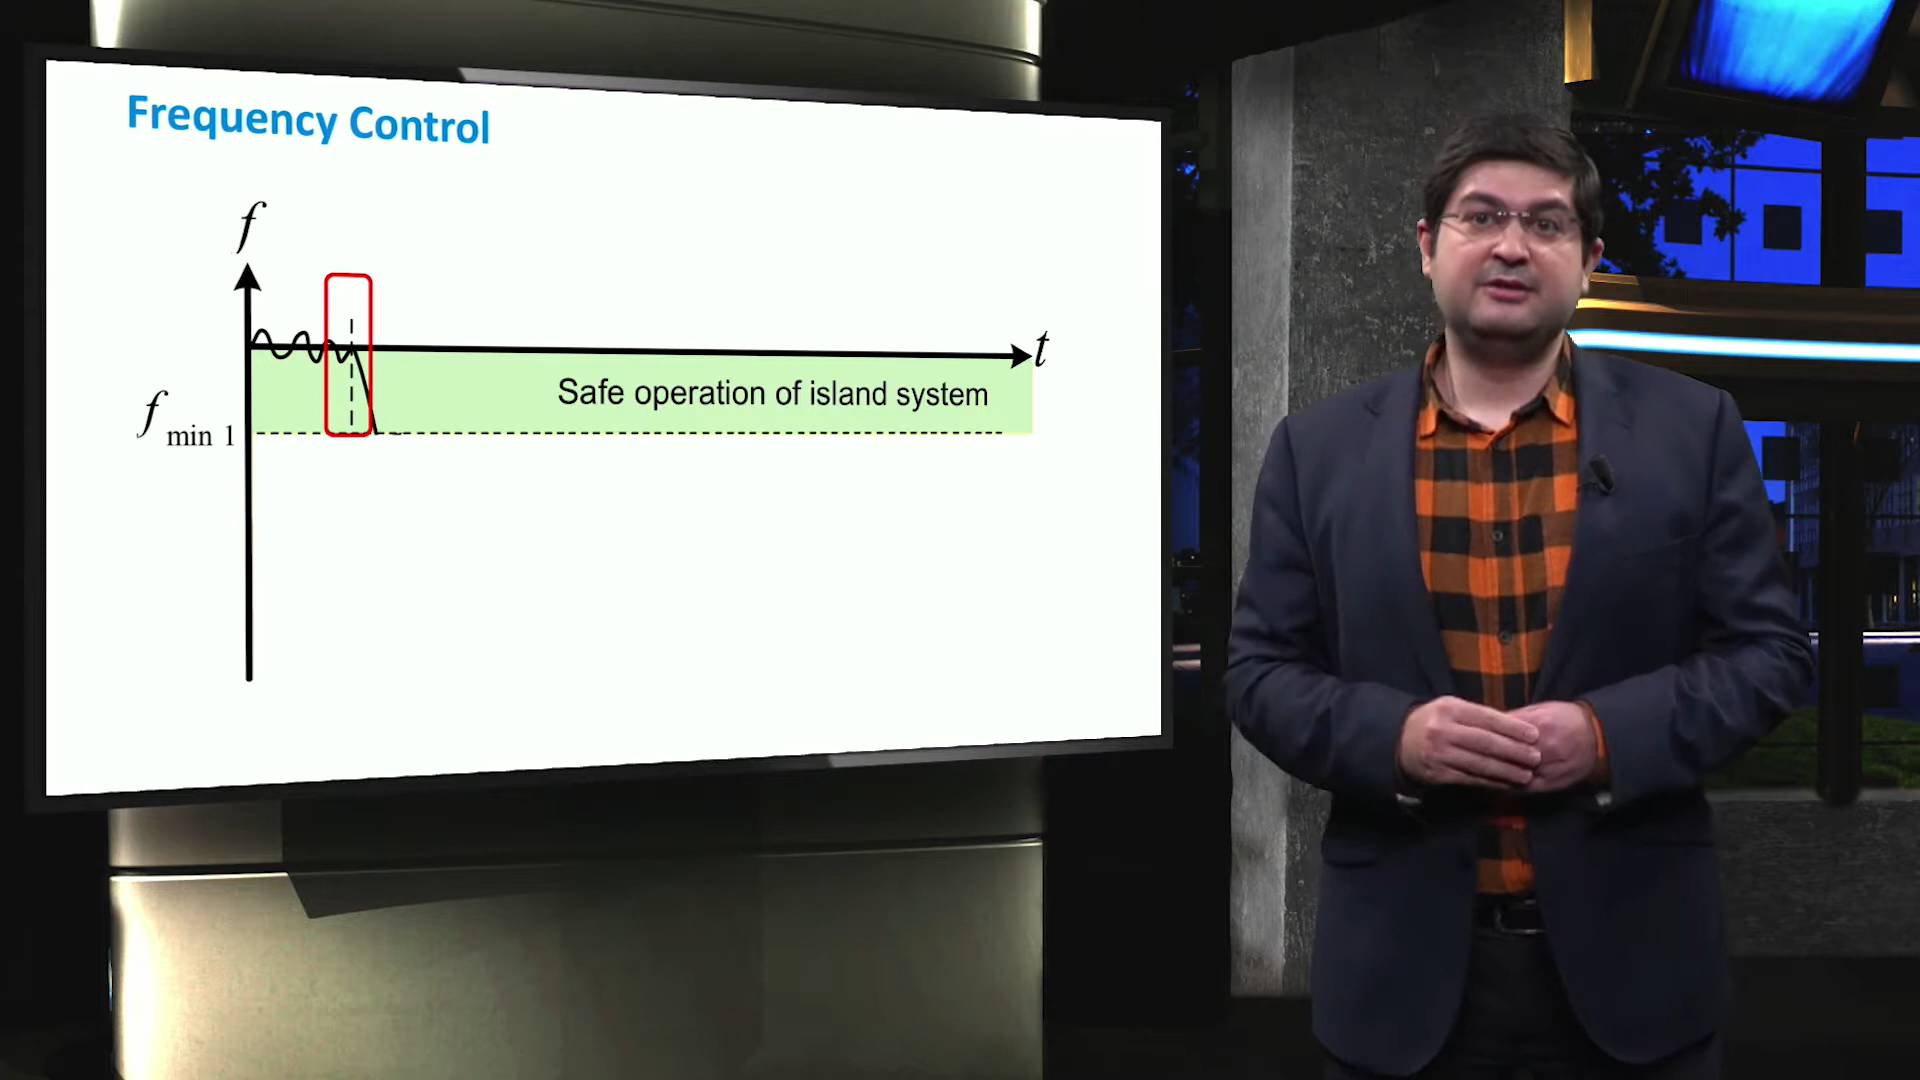 Frequency Control
f
t
Safe operation of island system
f min 1